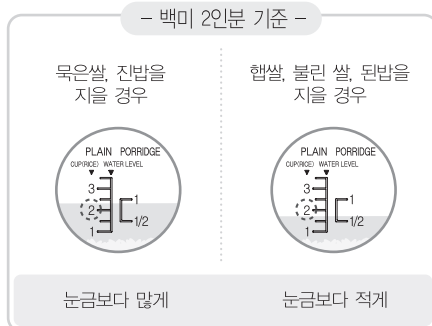 – 백미 2인분 기준 –
묵은쌀, 진밥을
지을 경우
PLAIN PORRIDGE
CUP(RICE) WATER LEVEL
3
2
1
1
1/2
눈금보다 많게
햅쌀, 불린 쌀, 된밥을
지을 경우
PLAIN PORRIDGE
CUP(RICE) WATER LEVEL
3
2
1
1
1/2
눈금보다 적게